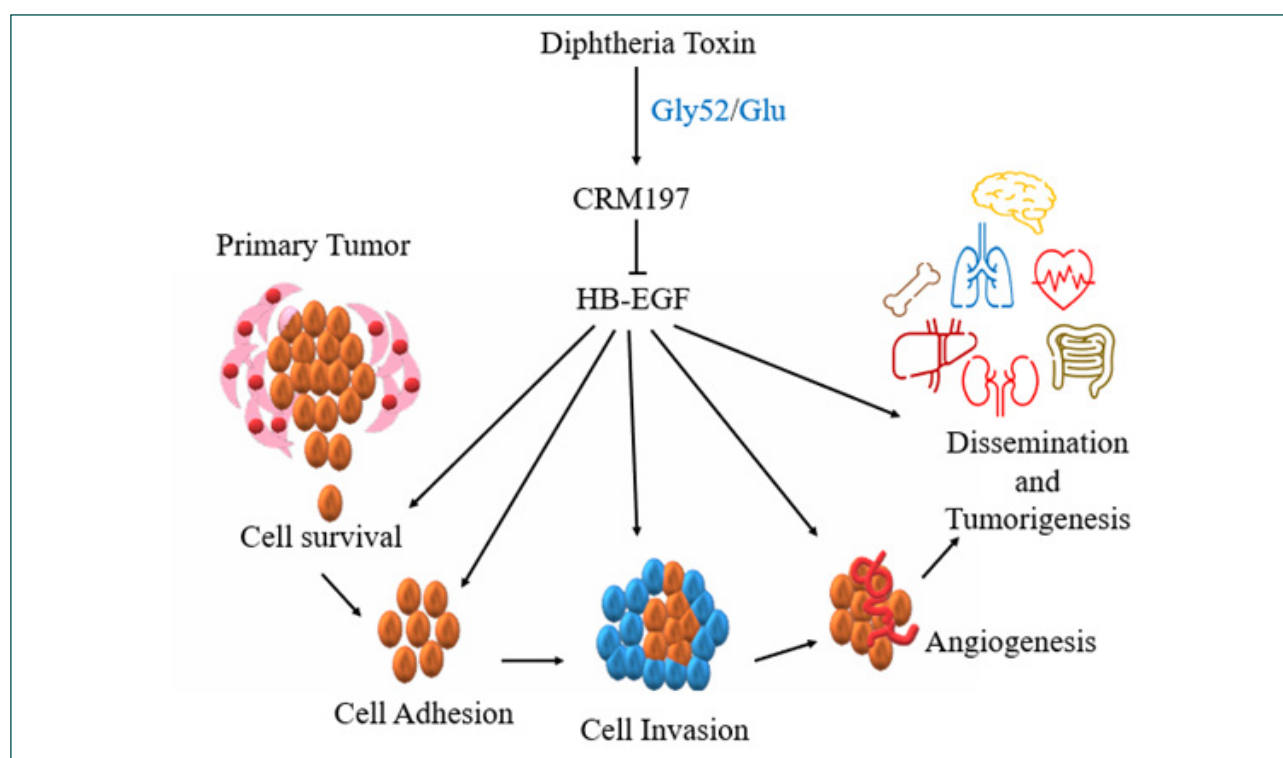 Diphtheria Toxin
Gly52/Glu
CRM197
Primary Tumor
HB-EGF
Dissemination
and
Tumorigenesis
Cell survival
Angiogenesis
Cell Adhesion
Cell Invasion